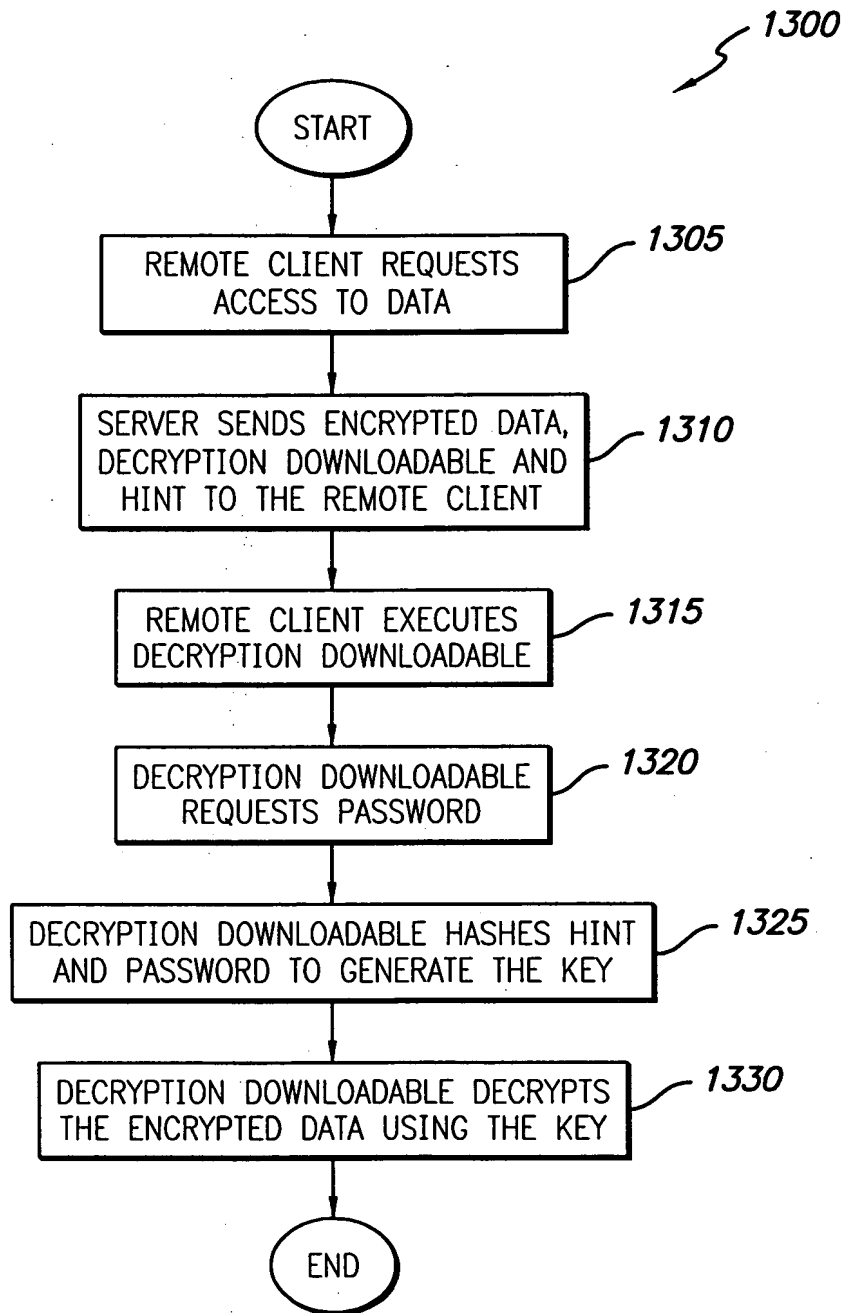 1300
START
REMOTE CLIENT REQUESTS
ACCESS TO DATA
1305
SERVER SENDS ENCRYPTED DATA,
DECRYPTION DOWNLOADABLE AND
HINT TO THE REMOTE CLIENT
1310
REMOTE CLIENT EXECUTES
DECRYPTION DOWNLOADABLE
1315
DECRYPTION DOWNLOADABLE
REQUESTS PASSWORD
1320
DECRYPTION DOWNLOADABLE HASHES HINT
AND PASSWORD TO GENERATE THE KEY
1325
DECRYPTION DOWNLOADABLE DECRYPTS
THE ENCRYPTED DATA USING THE KEY
1330
END